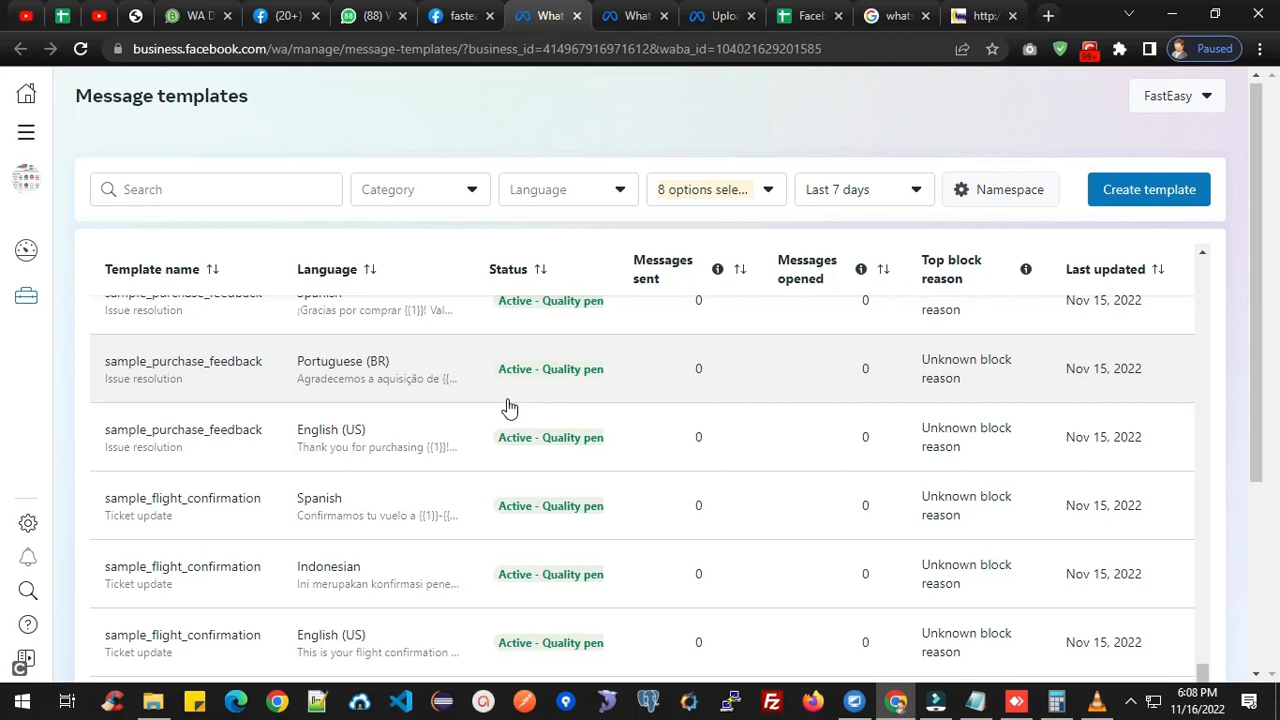 WA D
(20+)
(88) V
fastea
What
What
Uploa
FaceL
whats
http:/
business.facebook.com/wa/manage/message-templates/?business_id=414967916971612&waba_id=104021629201585
99+
Paused
Message templates
FastEasy
Search
Category
Language
8 options sele...
Last 7 days
Namespace
Create template
Template name
Language
Status
Messages sent
Messages opened
Top block reason
Last updated
sample_purchase_feedback
Issue resolution
Spanish
¡Gracias por comprar {{1}}! Val...
Active - Quality pen
0
0
reason
Nov 15, 2022
sample_purchase_feedback
Issue resolution
Portuguese (BR)
Agradecemos a aquisição de {{...
Active - Quality pen
0
0
Unknown block
reason
Nov 15, 2022
sample_purchase_feedback
Issue resolution
English (US)
Thank you for purchasing {{1}}!...
Active - Quality pen
0
0
Unknown block
reason
Nov 15, 2022
sample_flight_confirmation
Ticket update
Spanish
Confirmamos tu vuelo a {{1}}-{{...
Active - Quality pen
0
0
Unknown block
reason
Nov 15, 2022
sample_flight_confirmation
Ticket update
Indonesian
Ini merupakan konfirmasi pene...
Active - Quality pen
0
0
Unknown block
reason
Nov 15, 2022
sample_flight_confirmation
Ticket update
English (US)
This is your flight confirmation ...
Active - Quality pen
0
0
Unknown block
reason
Nov 15, 2022
6:08 PM
11/16/2022